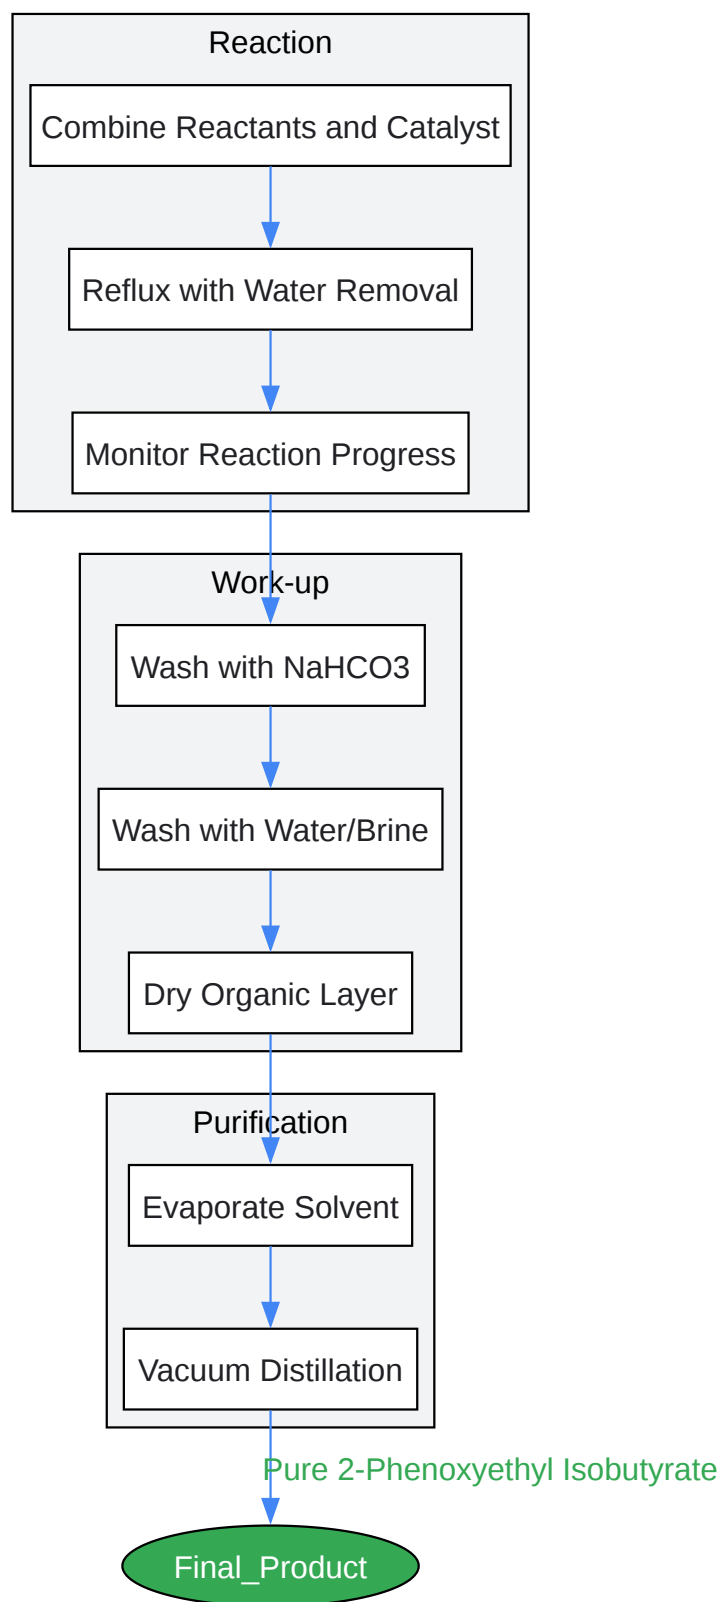 Reaction
Combine Reactants and Catalyst
Reflux with Water Removal
Monitor Reaction Progress
Work-up
Wash with NaHCO3
Wash with Water/Brine
Dry Organic Layer
Purification
Evaporate Solvent
Vacuum Distillation
Pure 2-Phenoxyethyl Isobutyrate
Final_Product